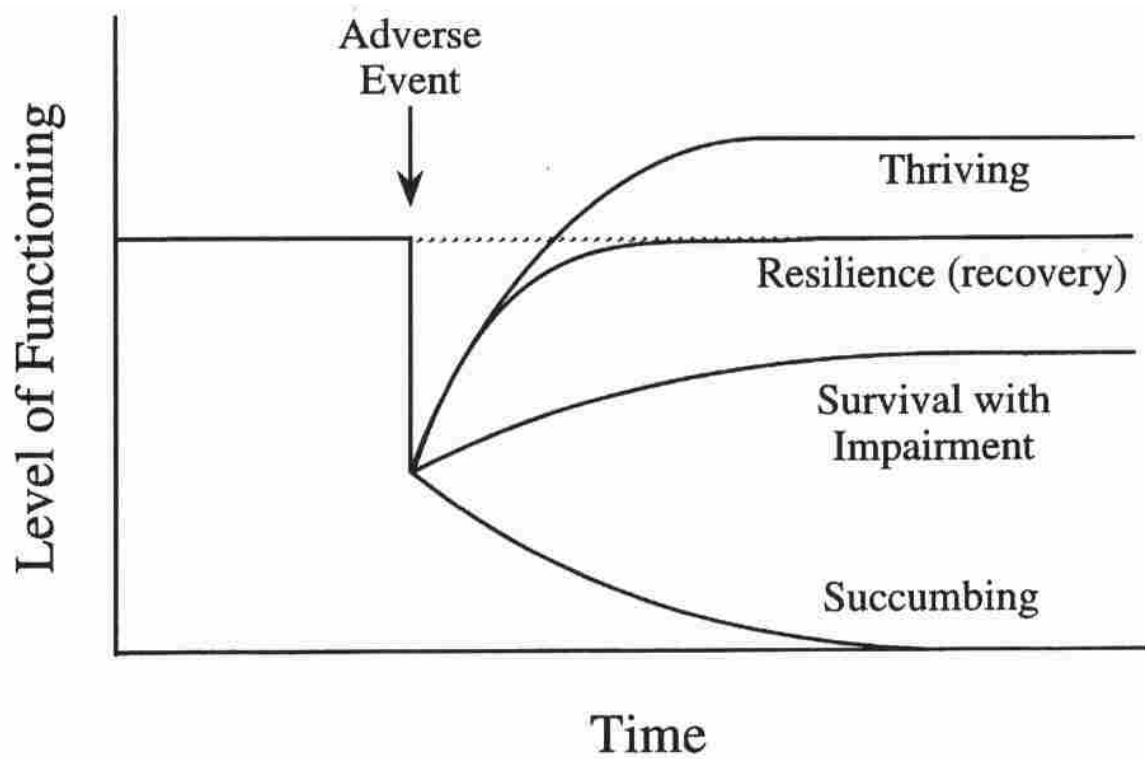 Adverse
Event
Level of Functioning
Thriving
Resilience (recovery)
Survival with
Impairment
Succumbing
Time